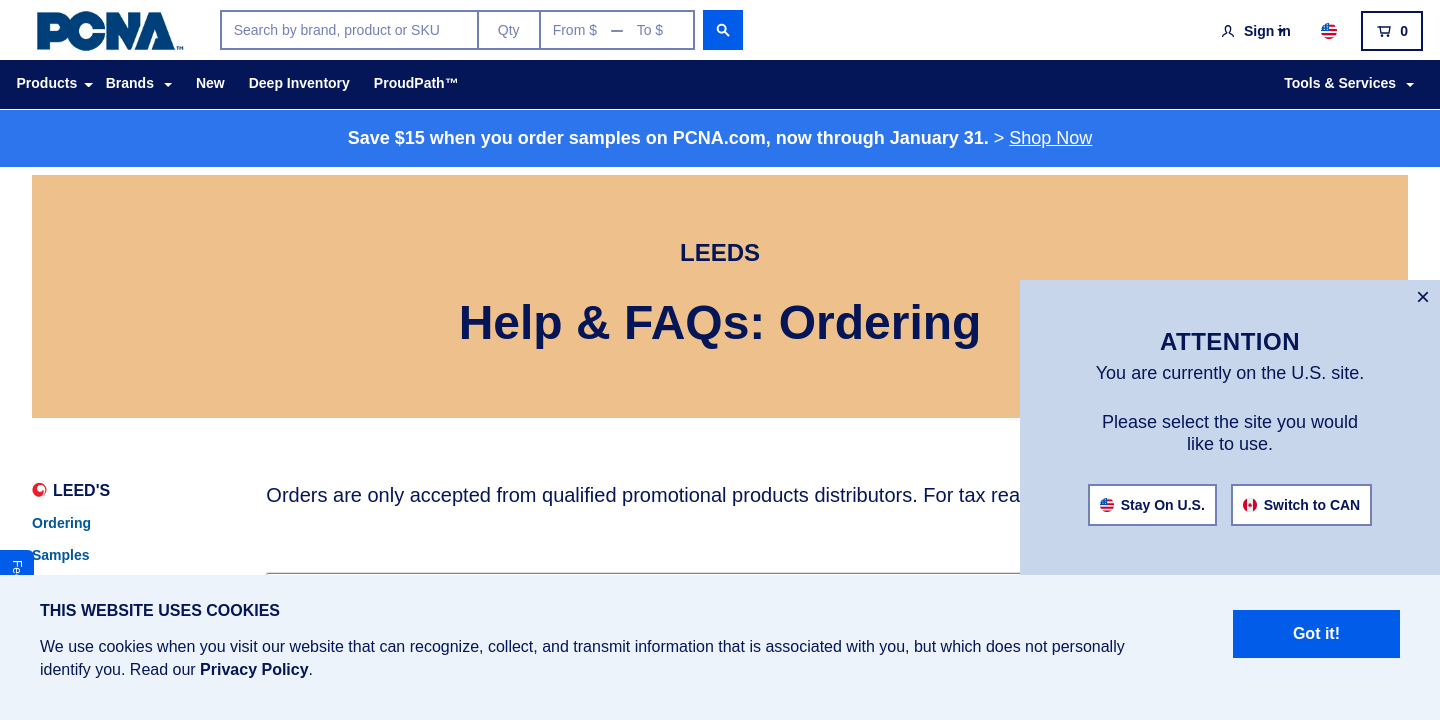 PCNA™
Search by brand, product or SKU
Qty
From $ — To $
Sign in
0
Products
Brands
New
Deep Inventory
ProudPath™
Tools & Services
Save $15 when you order samples on PCNA.com, now through January 31. > Shop Now
LEEDS
Help & FAQs: Ordering
×
ATTENTION
You are currently on the U.S. site.
Please select the site you would
like to use.
Stay On U.S.
Switch to CAN
LEED'S
Ordering
Samples
Orders are only accepted from qualified promotional products distributors. For tax
THIS WEBSITE USES COOKIES
We use cookies when you visit our website that can recognize, collect, and transmit information that is associated with you, but which does not personally
identify you. Read our Privacy Policy.
Got it!